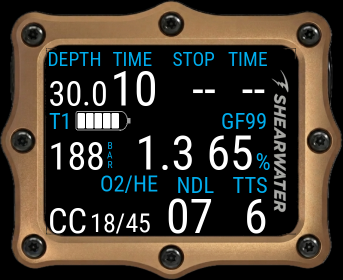 DEPTH TIME STOP TIME
30.0 10 -- --
T1 GF99
188 BAR 1.3 65%
O2/HE NDL TTS
CC 18/45 07 6
SHEARWATER